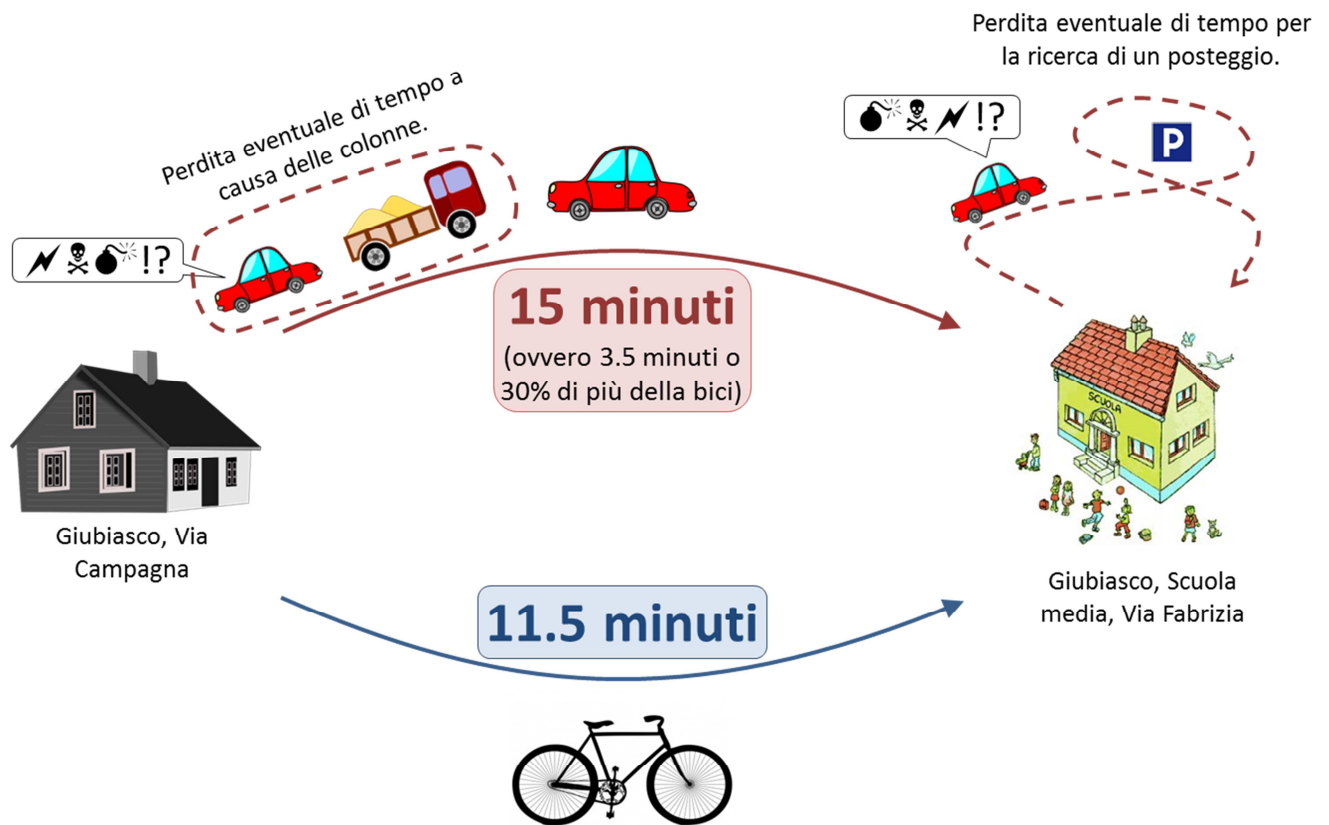 Perdita eventuale di tempo per
la ricerca di un posteggio.
Perdita eventuale di tempo a
causa delle colonne.
!?
P
!?
15 minuti
(ovvero 3.5 minuti o
30% di più della bici)
SCUOLA
Giubiasco, Via
Campagna
Giubiasco, Scuola
media, Via Fabrizia
11.5 minuti